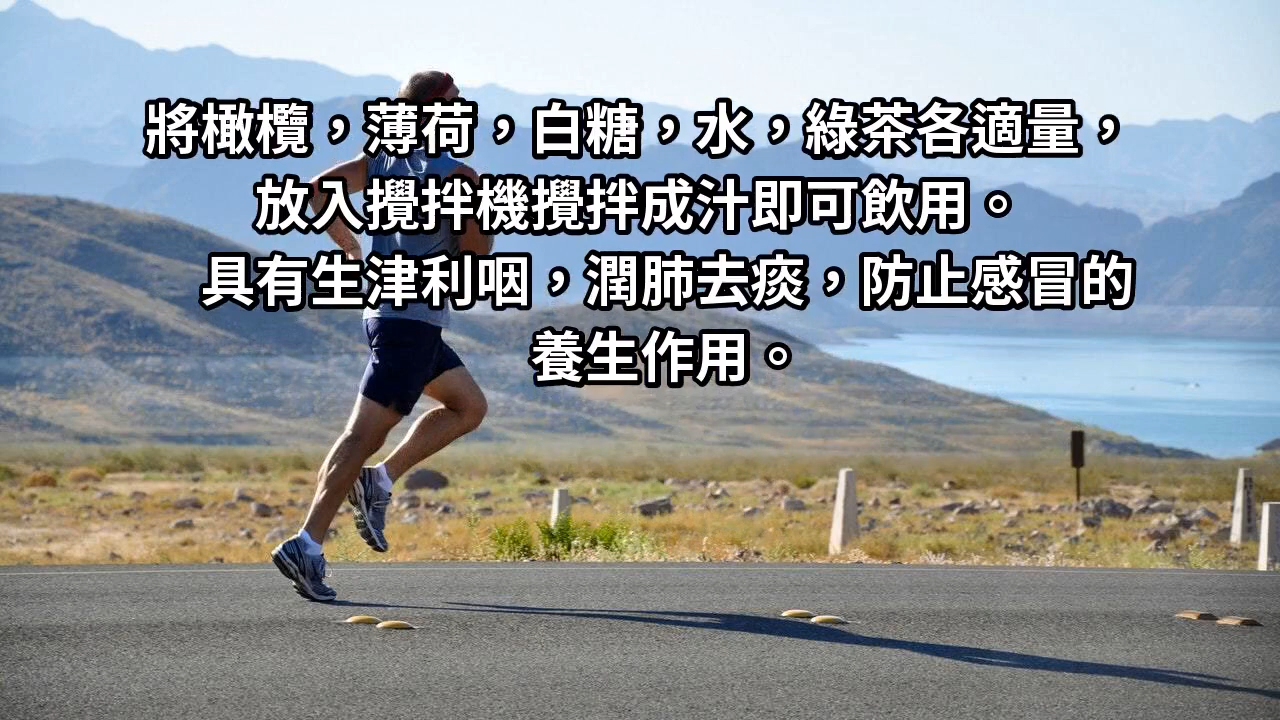 將橄欖，薄荷，白糖，水，綠茶各適量，
放入攪拌機攪拌成汁即可飲用。
具有生津利咽，潤肺去痰，防止感冒的
養生作用。